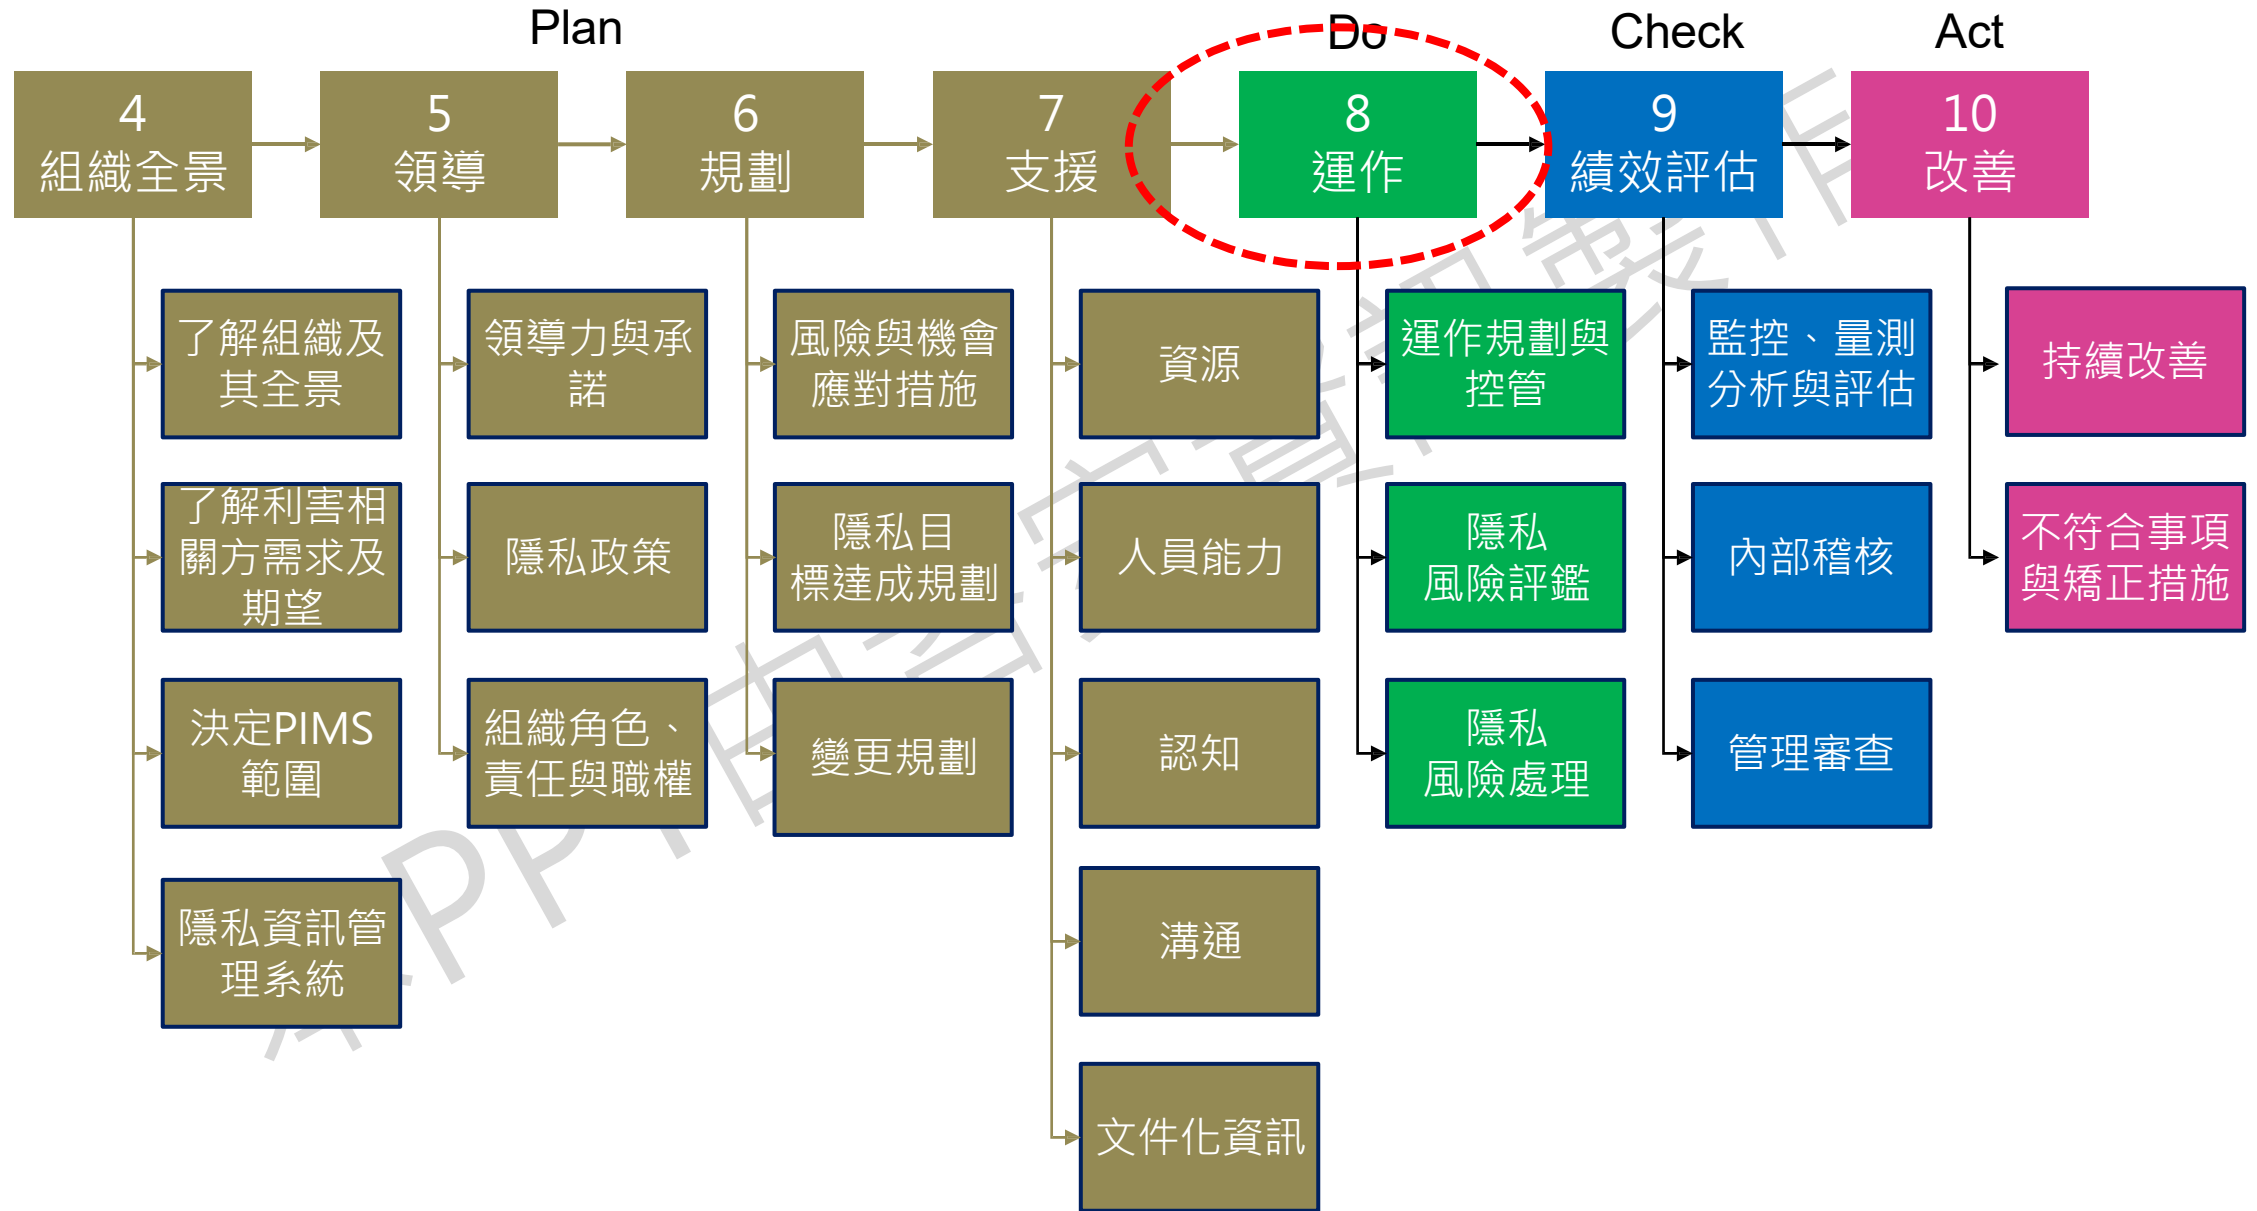 Plan
Do
Check
Act
4
組織全景
5
領導
6
規劃
7
支援
8
運作
9
績效評估
10
改善
了解組織及
其全景
領導力與承
諾
風險與機會
應對措施
資源
運作規劃與
控管
監控、量測
分析與評估
持續改善
了解利害相
關方需求及
期望
隱私政策
隱私目
標達成規劃
人員能力
隱私
風險評鑑
內部稽核
不符合事項
與矯正措施
決定PIMS
範圍
組織角色、
責任與職權
變更規劃
認知
隱私
風險處理
管理審查
隱私資訊管
理系統
溝通
文件化資訊